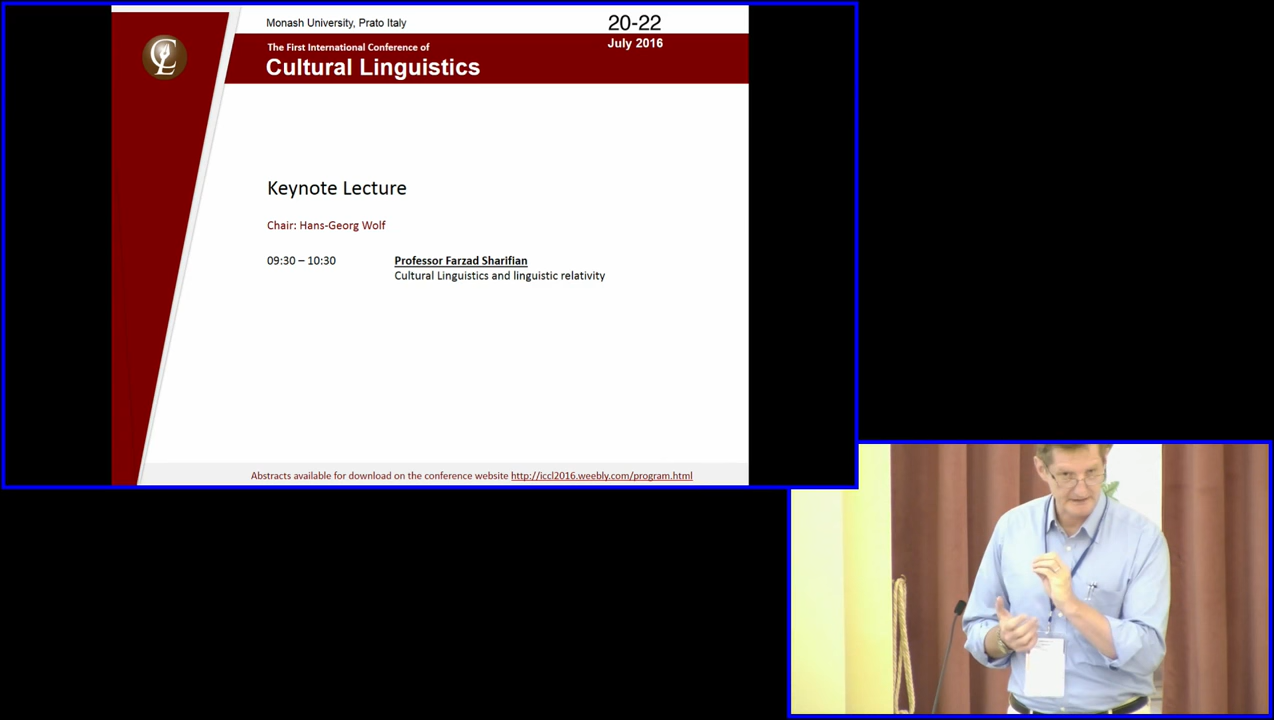 Monash University, Prato Italy
20-22
July 2016
The First International Conference of
Cultural Linguistics
CL
Keynote Lecture
Chair: Hans-Georg Wolf
09:30 – 10:30
Professor Farzad Sharifian
Cultural Linguistics and linguistic relativity
Abstracts available for download on the conference website http://iccl2016.weebly.com/program.html